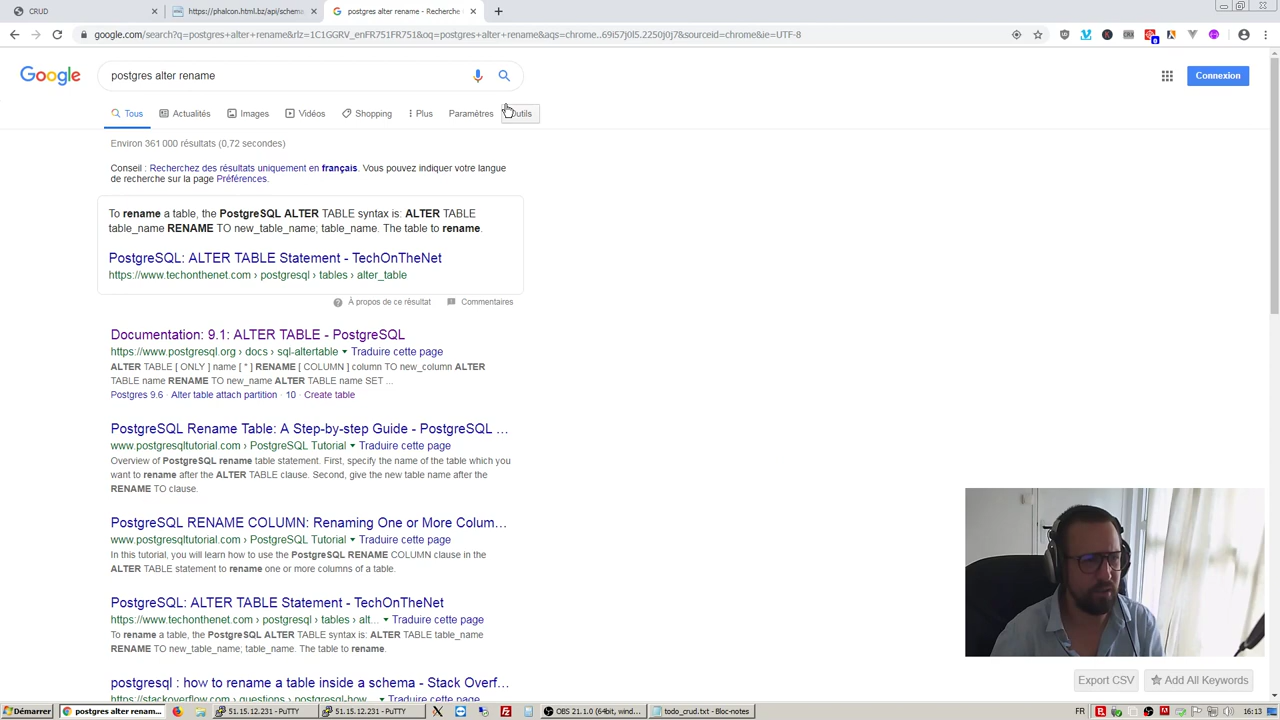 CRUD
https://phalcon.html.bz/api/schema
postgres alter rename - Recherche
google.com/search?q=postgres+alter+rename&rlz=1C1GGRV_enFR751FR751&oq=postgres+alter+rename&aqs=chrome..69i57j0l5.2250j0j7&sourceid=chrome&ie=UTF-8
Google
postgres alter rename
Connexion
Tous
Actualités
Images
Vidéos
Shopping
Plus
Paramètres
Outils
Environ 361 000 résultats (0,72 secondes)
Conseil : Recherchez des résultats uniquement en français. Vous pouvez indiquer votre langue
de recherche sur la page Préférences.
To rename a table, the PostgreSQL ALTER TABLE syntax is: ALTER TABLE
table_name RENAME TO new_table_name; table_name. The table to rename.
PostgreSQL: ALTER TABLE Statement - TechOnTheNet
https://www.techonthenet.com › postgresql › tables › alter_table
À propos de ce résultat
Commentaires
Documentation: 9.1: ALTER TABLE - PostgreSQL
https://www.postgresql.org › docs › sql-altertable ▾ Traduire cette page
ALTER TABLE [ ONLY ] name [ * ] RENAME [ COLUMN ] column TO new_column ALTER
TABLE name RENAME TO new_name ALTER TABLE name SET ...
Postgres 9.6 · Alter table attach partition · 10 · Create table
PostgreSQL Rename Table: A Step-by-step Guide - PostgreSQL ...
www.postgresqltutorial.com › PostgreSQL Tutorial ▾ Traduire cette page
Overview of PostgreSQL rename table statement. First, specify the name of the table which you
want to rename after the ALTER TABLE clause. Second, give the new table name after the
RENAME TO clause.
PostgreSQL RENAME COLUMN: Renaming One or More Colum...
www.postgresqltutorial.com › PostgreSQL Tutorial ▾ Traduire cette page
In this tutorial, you will learn how to use the PostgreSQL RENAME COLUMN clause in the
ALTER TABLE statement to rename one or more columns of a table.
PostgreSQL: ALTER TABLE Statement - TechOnTheNet
https://www.techonthenet.com › postgresql › tables › alt... ▾ Traduire cette page
To rename a table, the PostgreSQL ALTER TABLE syntax is: ALTER TABLE table_name
RENAME TO new_table_name; table_name. The table to rename.
postgresql : how to rename a table inside a schema - Stack Overf...
https://stackoverflow.com › questions › postgresql-how... ▾ Traduire cette page
Export CSV
Add All Keywords
Démarrer
postgres alter renam...
51.15.12.231 - PuTTY
51.15.12.231 - PuTTY
OBS 21.1.0 (64bit, wind...
todo_crud.txt - Bloc-notes
FR
16:13